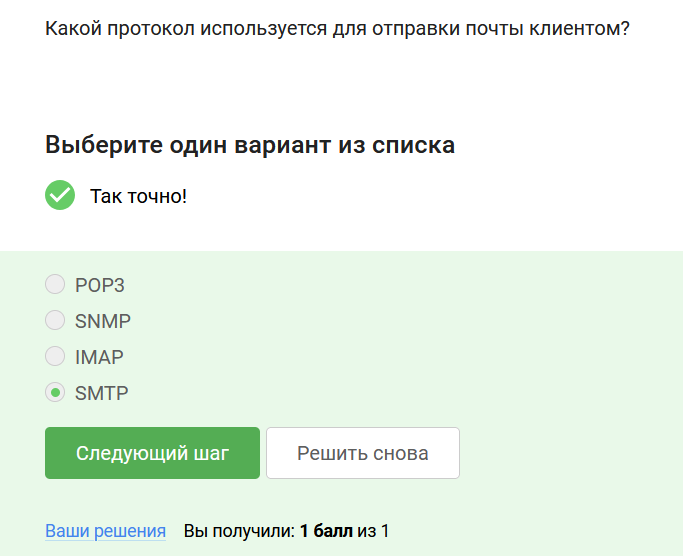 Какой протокол используется для отправки почты клиентом?
Выберите один вариант из списка
Так точно!
POP3
SNMP
IMAP
SMTP
Следующий шаг
Решить снова
Ваши решения Вы получили: 1 балл из 1